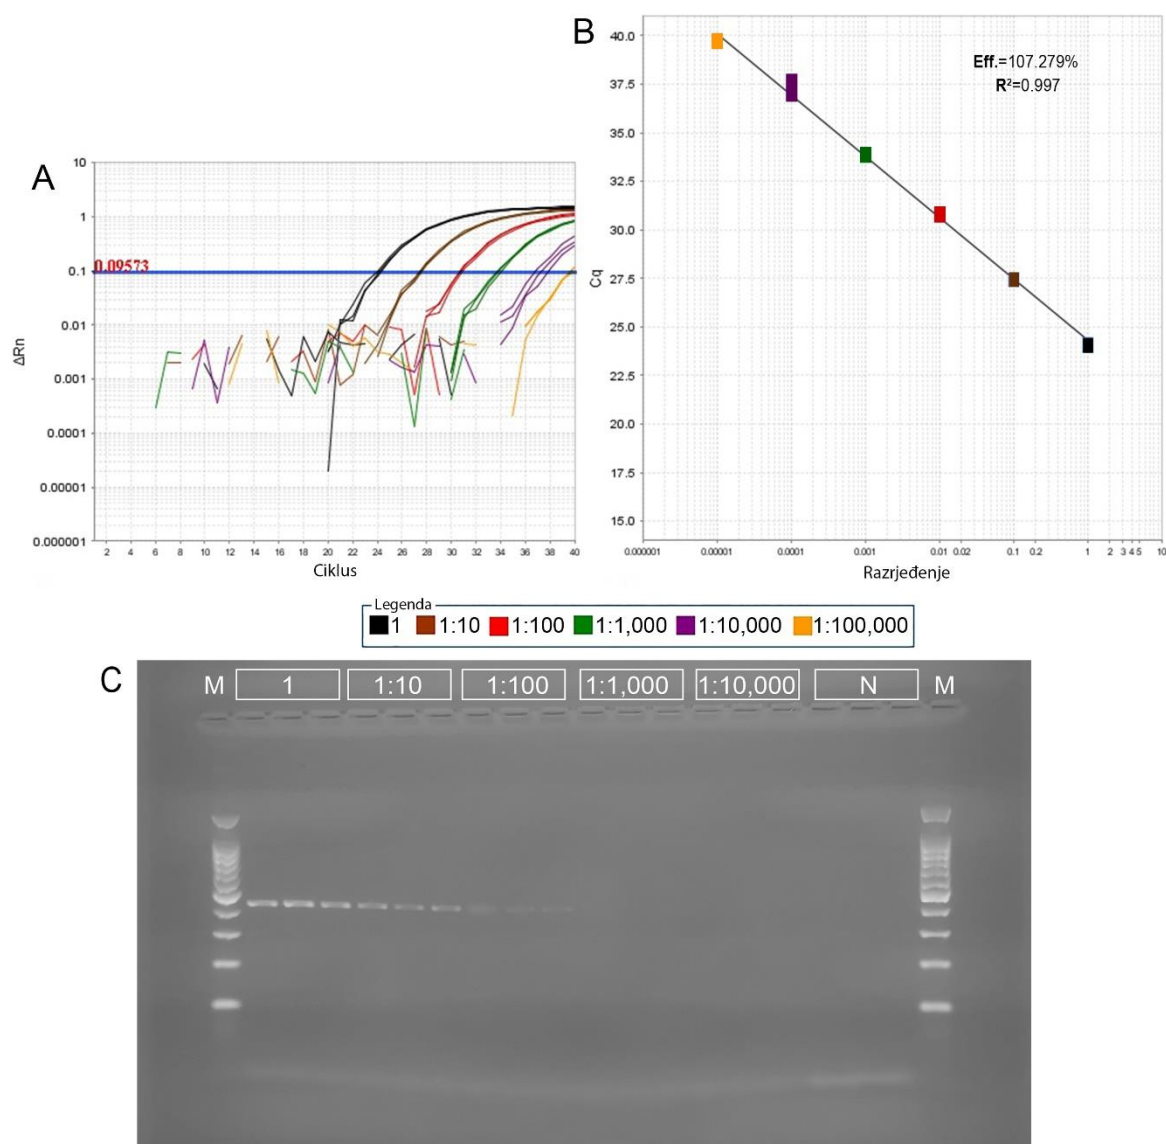 A
10
1
0.1
0.01
0.001
0.0001
0.00001
0.000001
0.09573
ΔRn
2 4 6 8 10 12 14 16 18 20 22 24 26 28 30 32 34 36 38 40
Ciklus
B
40.0
37.5
35.0
32.5
30.0
27.5
25.0
22.5
20.0
17.5
15.0
Cq
Eff.=107.279%
R²=0.997
0.000001 0.00001 0.0001 0.001 0.01 0.02 0.1 0.2 1 2 3 4 5 10
Razrjeđenje
Legenda
1 1:10 1:100 1:1,000 1:10,000 1:100,000
C
M 1 1:10 1:100 1:1,000 1:10,000 N M